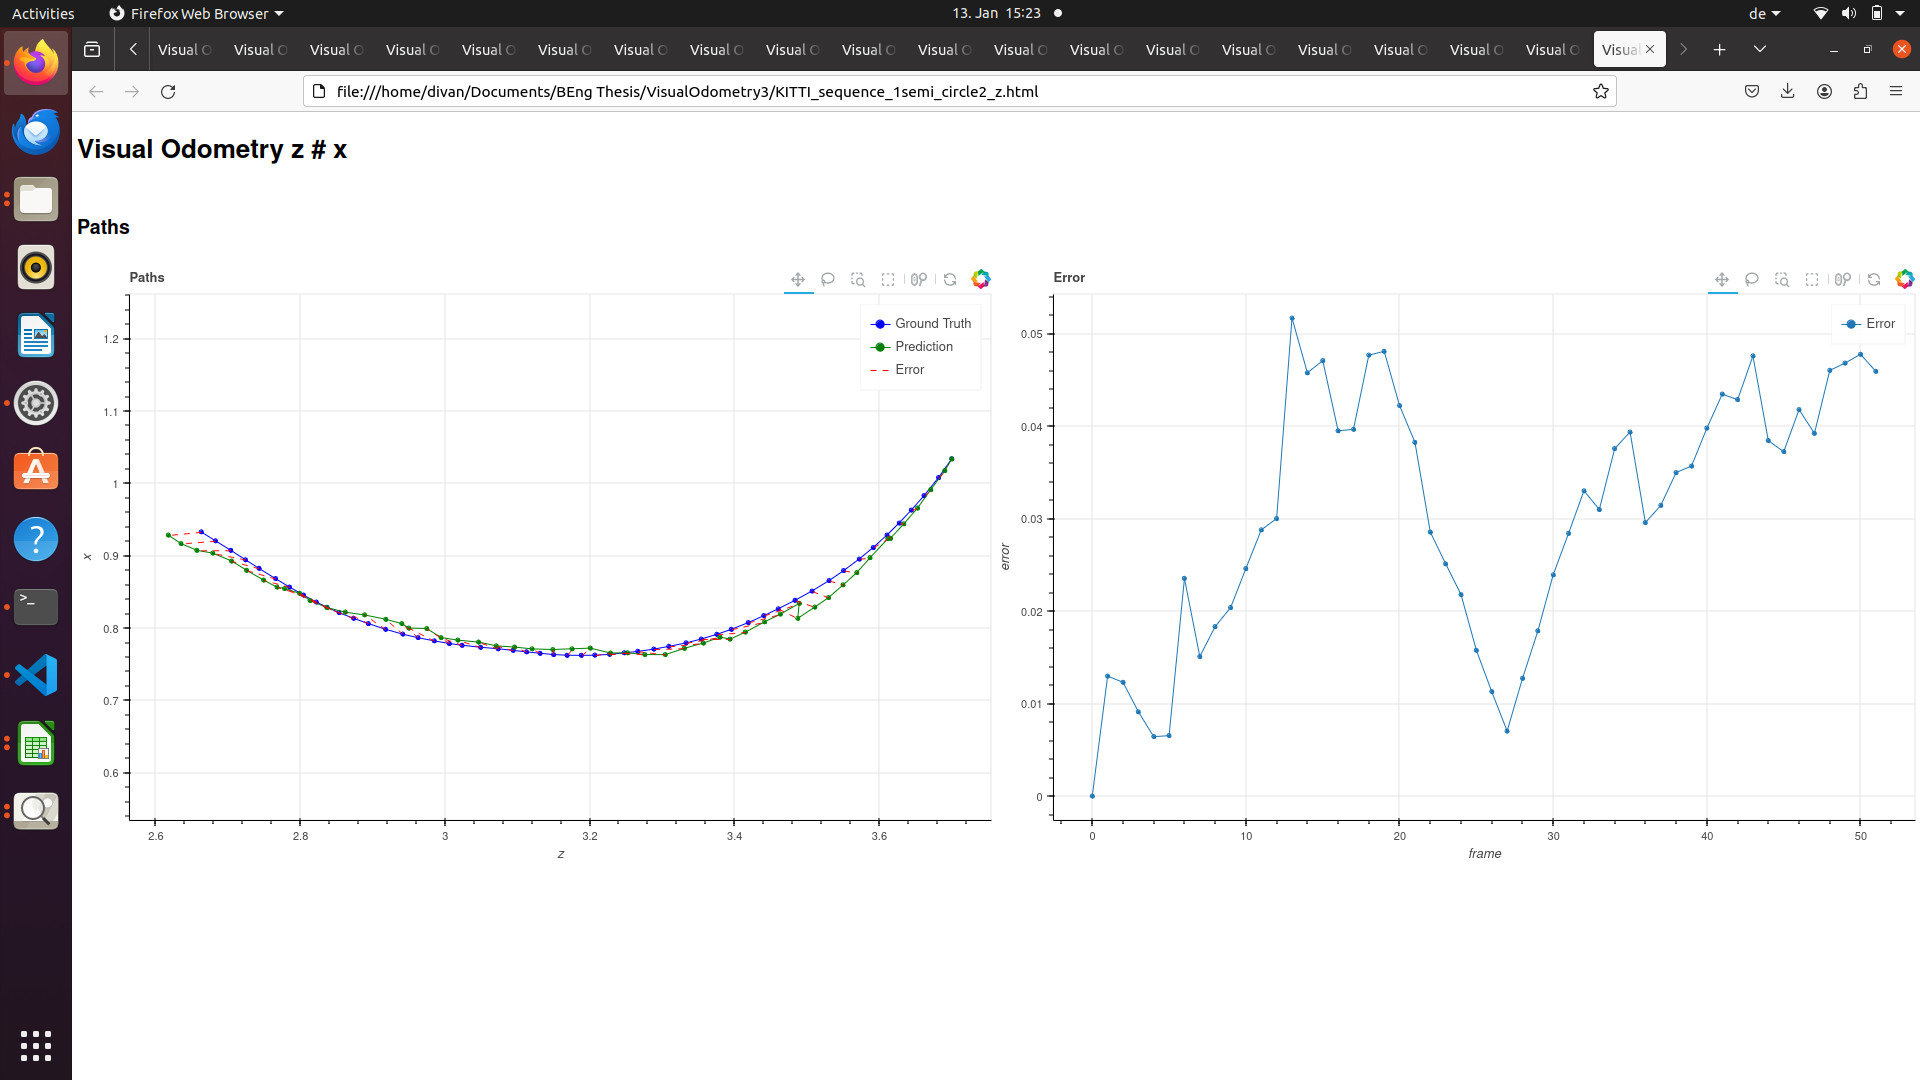 Activities Firefox Web Browser 13. Jan 15:23 de
Visual Visual Visual Visual Visual Visual Visual Visual Visual Visual Visual Visual Visual Visual Visual Visual Visual Visual Visual Visual
file:///home/divan/Documents/BEng Thesis/VisualOdometry3/KITTI_sequence_1semi_circle2_z.html
Visual Odometry z # x
Paths
Paths
Ground Truth
Prediction
Error
1.2
1.1
1
0.9
0.8
0.7
0.6
x
2.6 2.8 3 3.2 3.4 3.6
z
Error
Error
0.05
0.04
0.03
0.02
0.01
0
error
0 10 20 30 40 50
frame